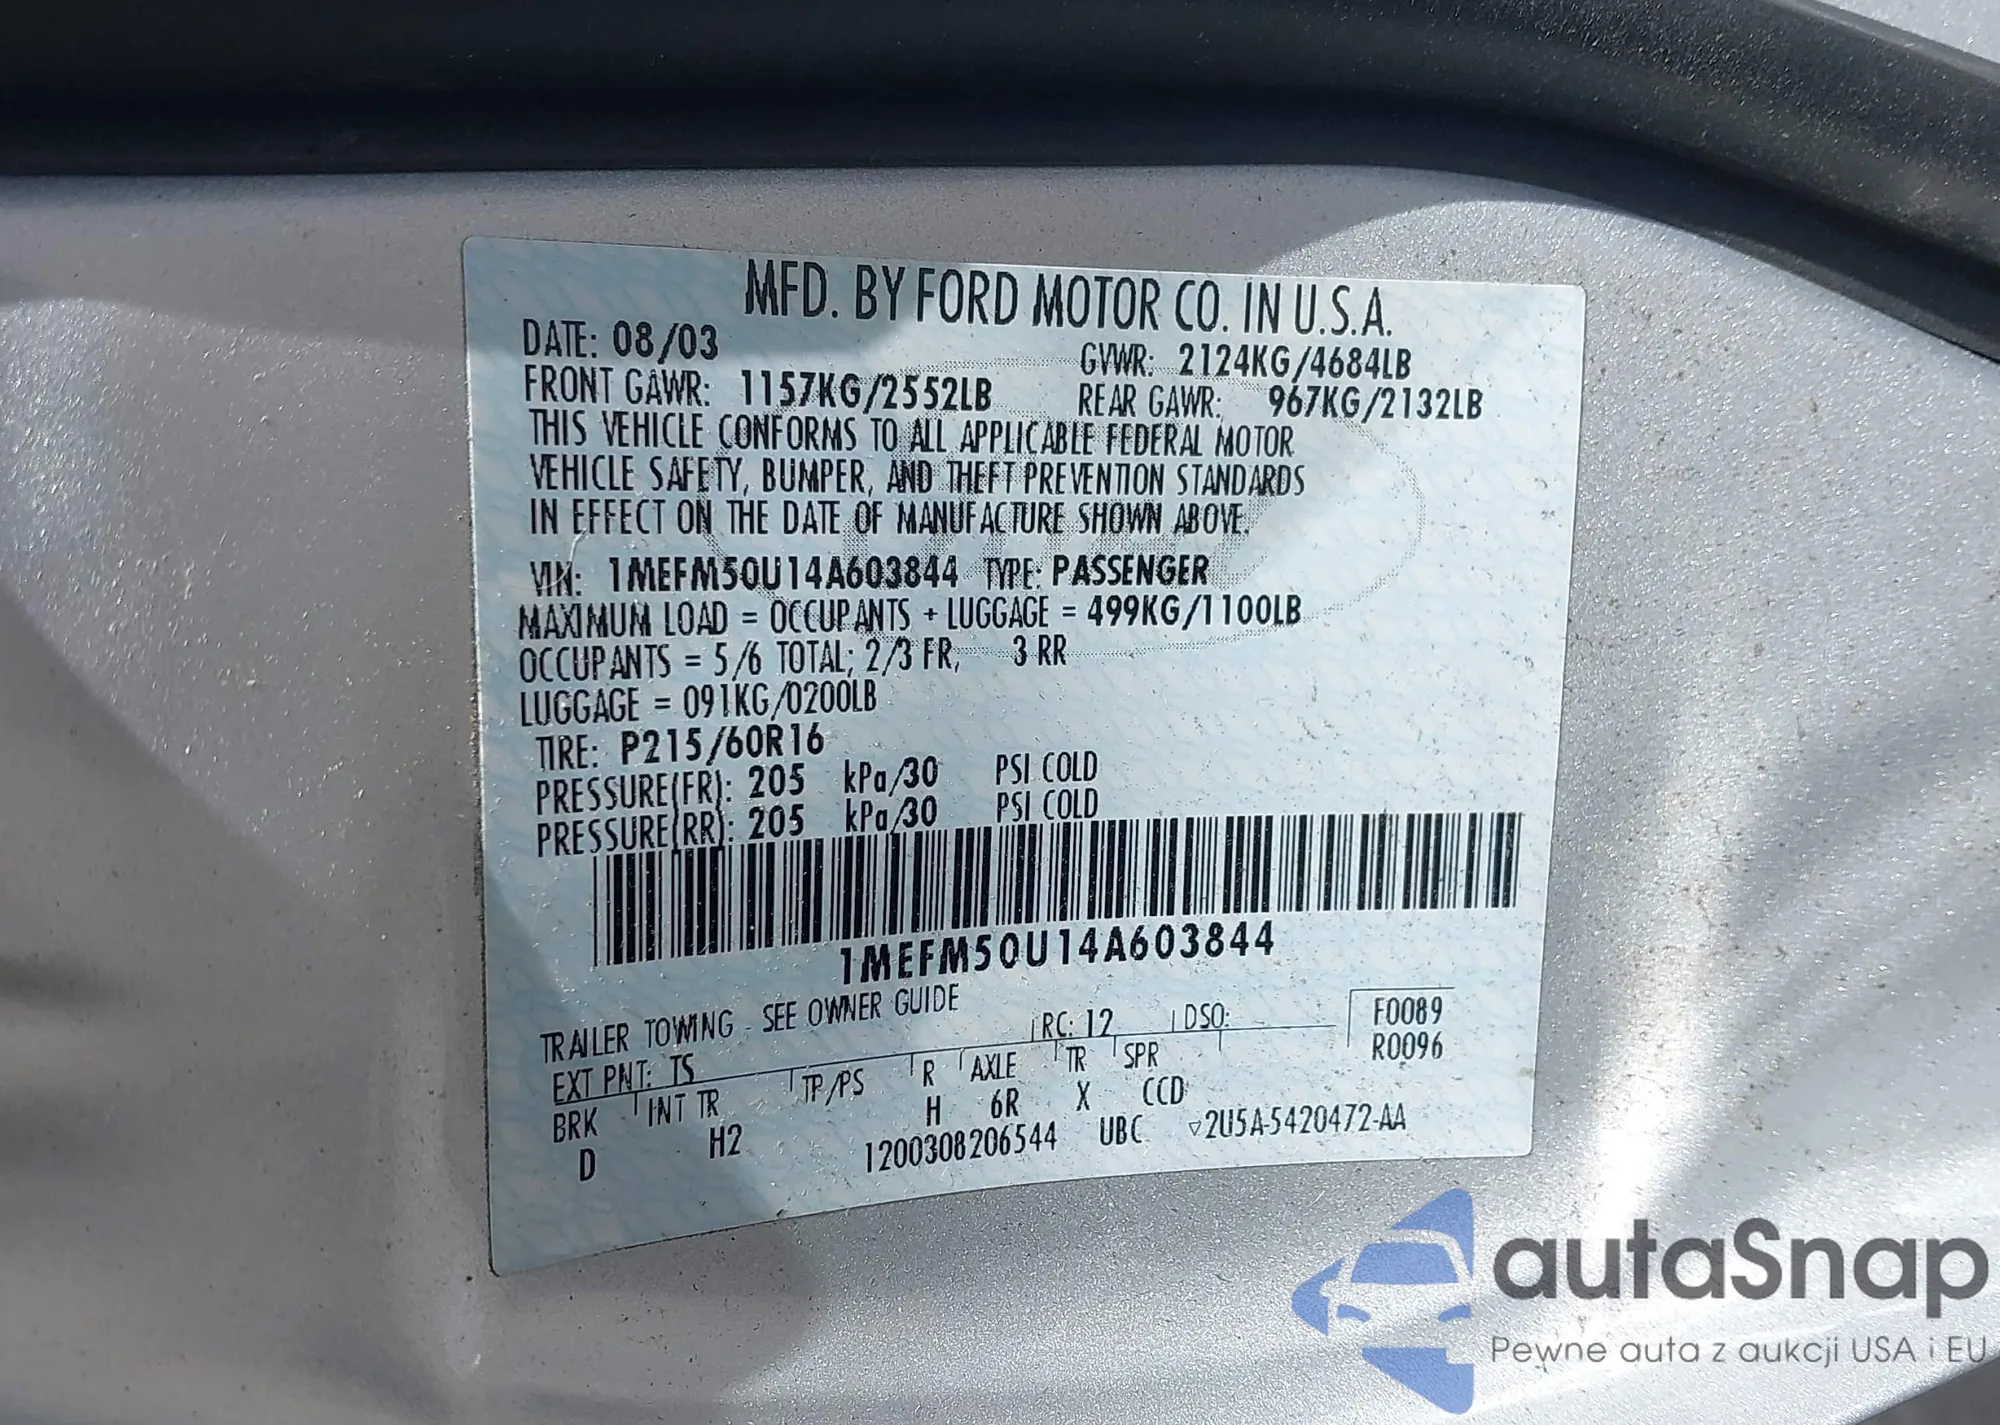 MFD. BY FORD MOTOR CO. IN U.S.A.
DATE: 08/03 GVWR: 2124KG/4684LB
FRONT GAWR: 1157KG/2552LB REAR GAWR: 967KG/2132LB
THIS VEHICLE CONFORMS TO ALL APPLICABLE FEDERAL MOTOR
VEHICLE SAFETY, BUMPER, AND THEFT PREVENTION STANDARDS
IN EFFECT ON THE DATE OF MANUFACTURE SHOWN ABOVE.
VIN: 1MEFM50U14A603844 TYPE: PASSENGER
MAXIMUM LOAD = OCCUPANTS + LUGGAGE = 499KG/1100LB
OCCUPANTS = 5/6 TOTAL; 2/3 FR, 3 RR
LUGGAGE = 091KG/0200LB
TIRE: P215/60R16
PRESSURE(FR): 205 kPa/30 PSI COLD
PRESSURE(RR): 205 kPa/30 PSI COLD
1MEFM50U14A603844
TRAILER TOWING - SEE OWNER GUIDE
EXT PNT: TS RC: 12 DSO: F0089
R0096
BRK INT TR TP/PS R AXLE TR SPR
D H2 H 6R X CCD
1200308206544 UBC ▽2U5A-5420472-AA
autaSnap
Pewne auta z aukcji USA i EU